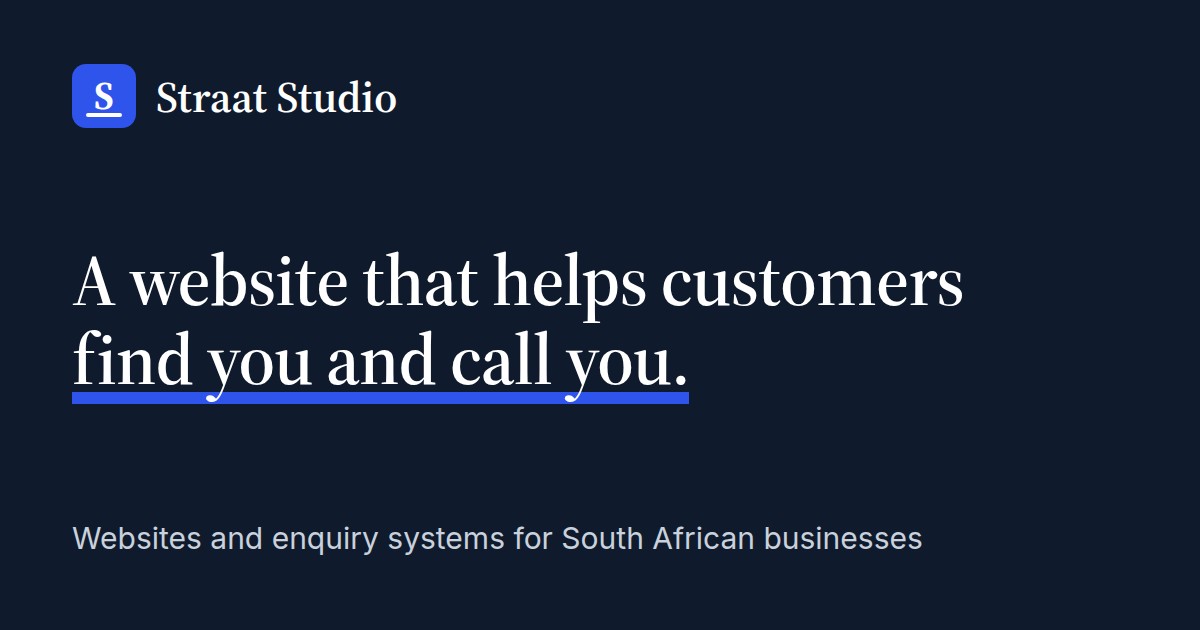 S
Straat Studio
A website that helps customers
find you and call you.
Websites and enquiry systems for South African businesses